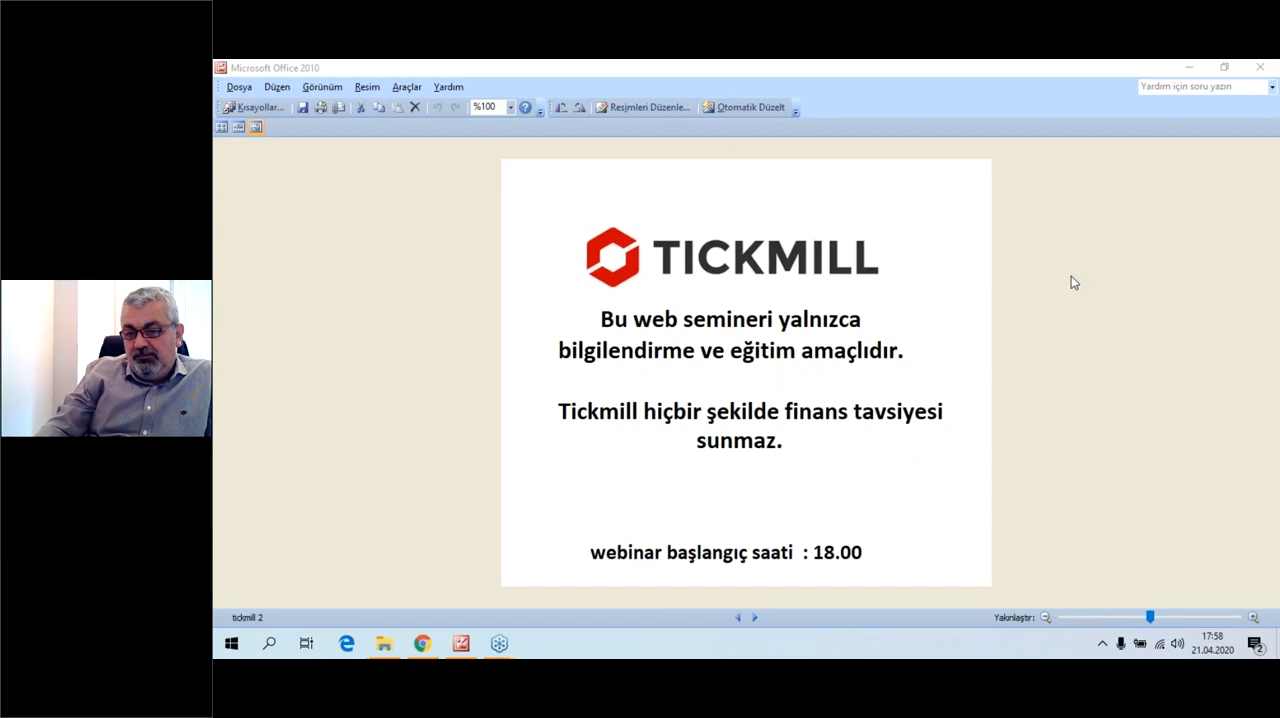 Microsoft Office 2010
Dosya Düzen Görünüm Resim Araçlar Yardım
Yardım için soru yazın
Kısayollar... %100 Resimleri Düzenle... Otomatik Düzelt
TICKMILL
Bu web semineri yalnızca
bilgilendirme ve eğitim amaçlıdır.
Tickmill hiçbir şekilde finans tavsiyesi
sunmaz.
webinar başlangıç saati : 18.00
tickmill 2
Yakınlaştır:
17:58
21.04.2020
2